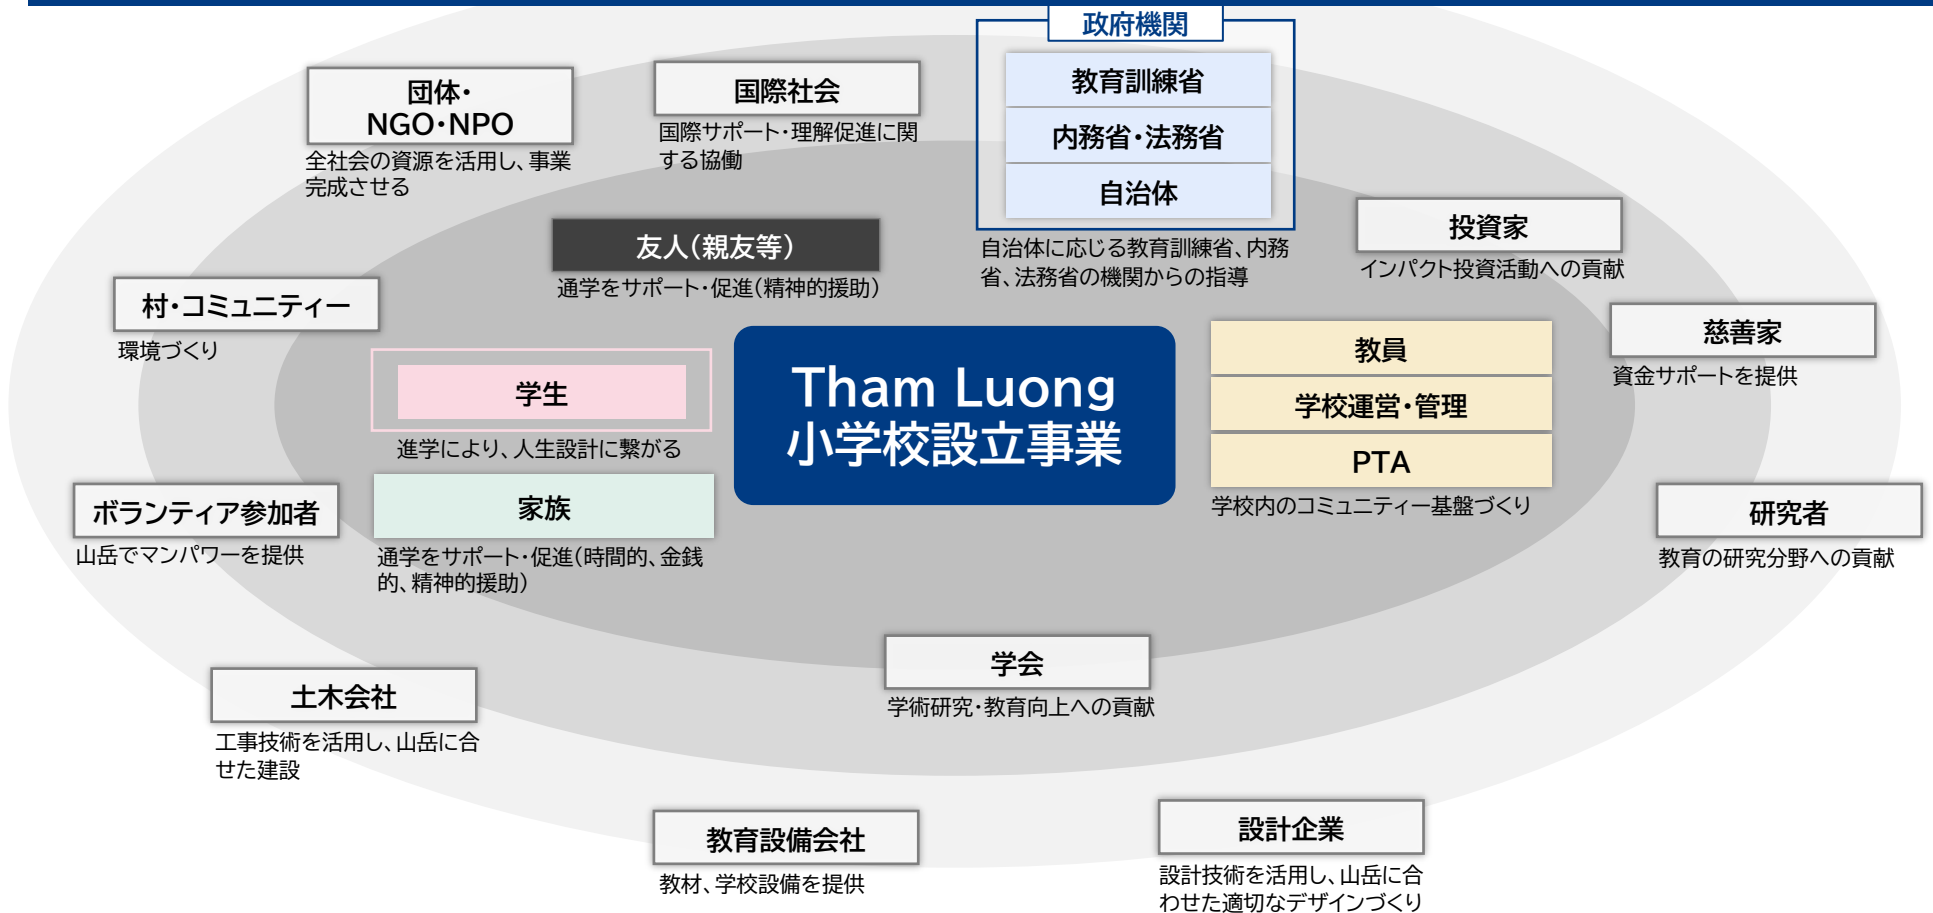 政府機関
教育訓練省
内務省・法務省
自治体
自治体に応じる教育訓練省、内務
省、法務省の機関からの指導
団体・
NGO・NPO
全社会の資源を活用し、事業
完成させる
国際社会
国際サポート・理解促進に関
する協働
投資家
インパクト投資活動への貢献
友人（親友等）
通学をサポート・促進（精神的援助）
村・コミュニティー
環境づくり
慈善家
資金サポートを提供
学生
進学により、人生設計に繋がる
Tham Luong
小学校設立事業
教員
学校運営・管理
PTA
学校内のコミュニティー基盤づくり
家族
通学をサポート・促進（時間的、金銭
的、精神的援助）
ボランティア参加者
山岳でマンパワーを提供
研究者
教育の研究分野への貢献
学会
学術研究・教育向上への貢献
土木会社
工事技術を活用し、山岳に合
せた建設
教育設備会社
教材、学校設備を提供
設計企業
設計技術を活用し、山岳に合
わせた適切なデザインづくり